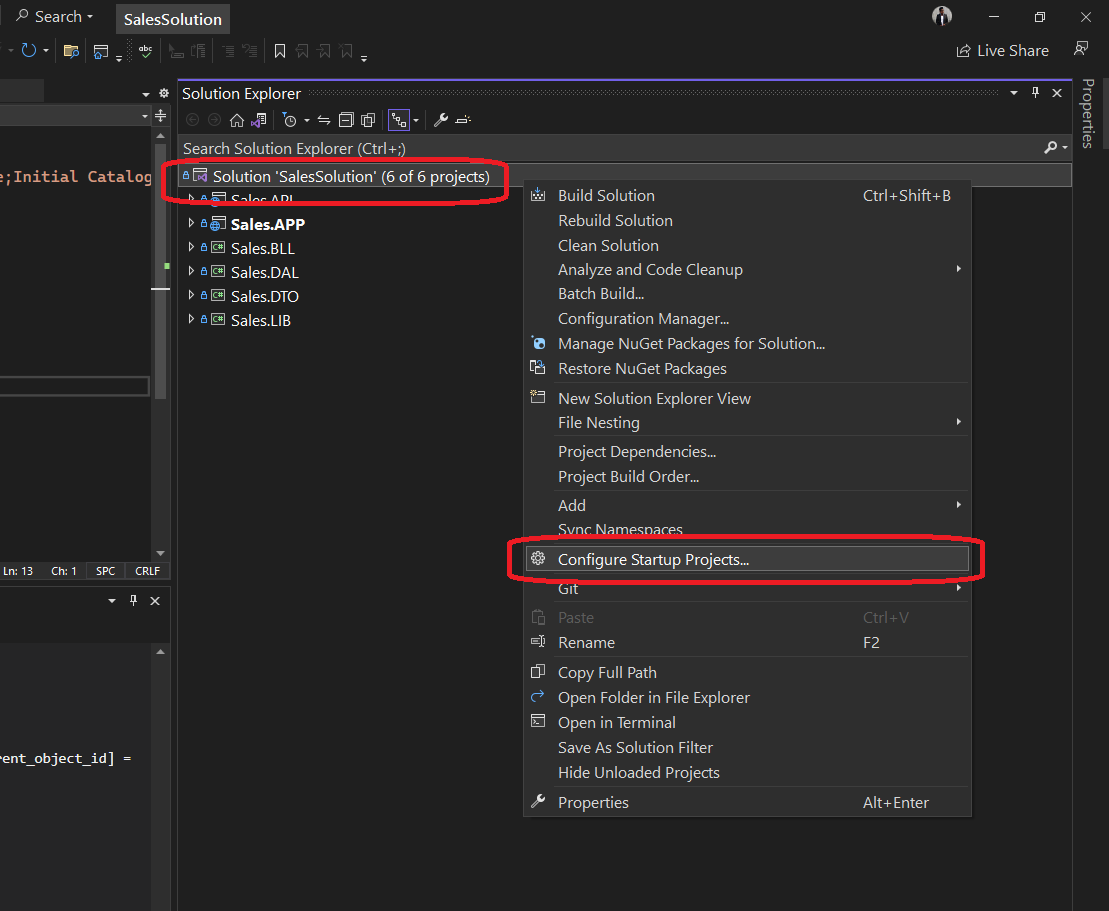 Search
SalesSolution
abc
Live Share
Solution Explorer
Properties
Search Solution Explorer (Ctrl+;)
e;Initial Catalog
Solution 'SalesSolution' (6 of 6 projects)
Sales.API
Sales.APP
C# Sales.BLL
C# Sales.DAL
C# Sales.DTO
C# Sales.LIB
Build Solution Ctrl+Shift+B
Rebuild Solution
Clean Solution
Analyze and Code Cleanup
Batch Build...
Configuration Manager...
Manage NuGet Packages for Solution...
Restore NuGet Packages
New Solution Explorer View
File Nesting
Project Dependencies...
Project Build Order...
Add
Sync Namespaces
Configure Startup Projects...
Git
Paste Ctrl+V
Rename F2
Copy Full Path
Open Folder in File Explorer
Open in Terminal
Save As Solution Filter
Hide Unloaded Projects
Properties Alt+Enter
Ln: 13 Ch: 1 SPC CRLF
rent_object_id] =